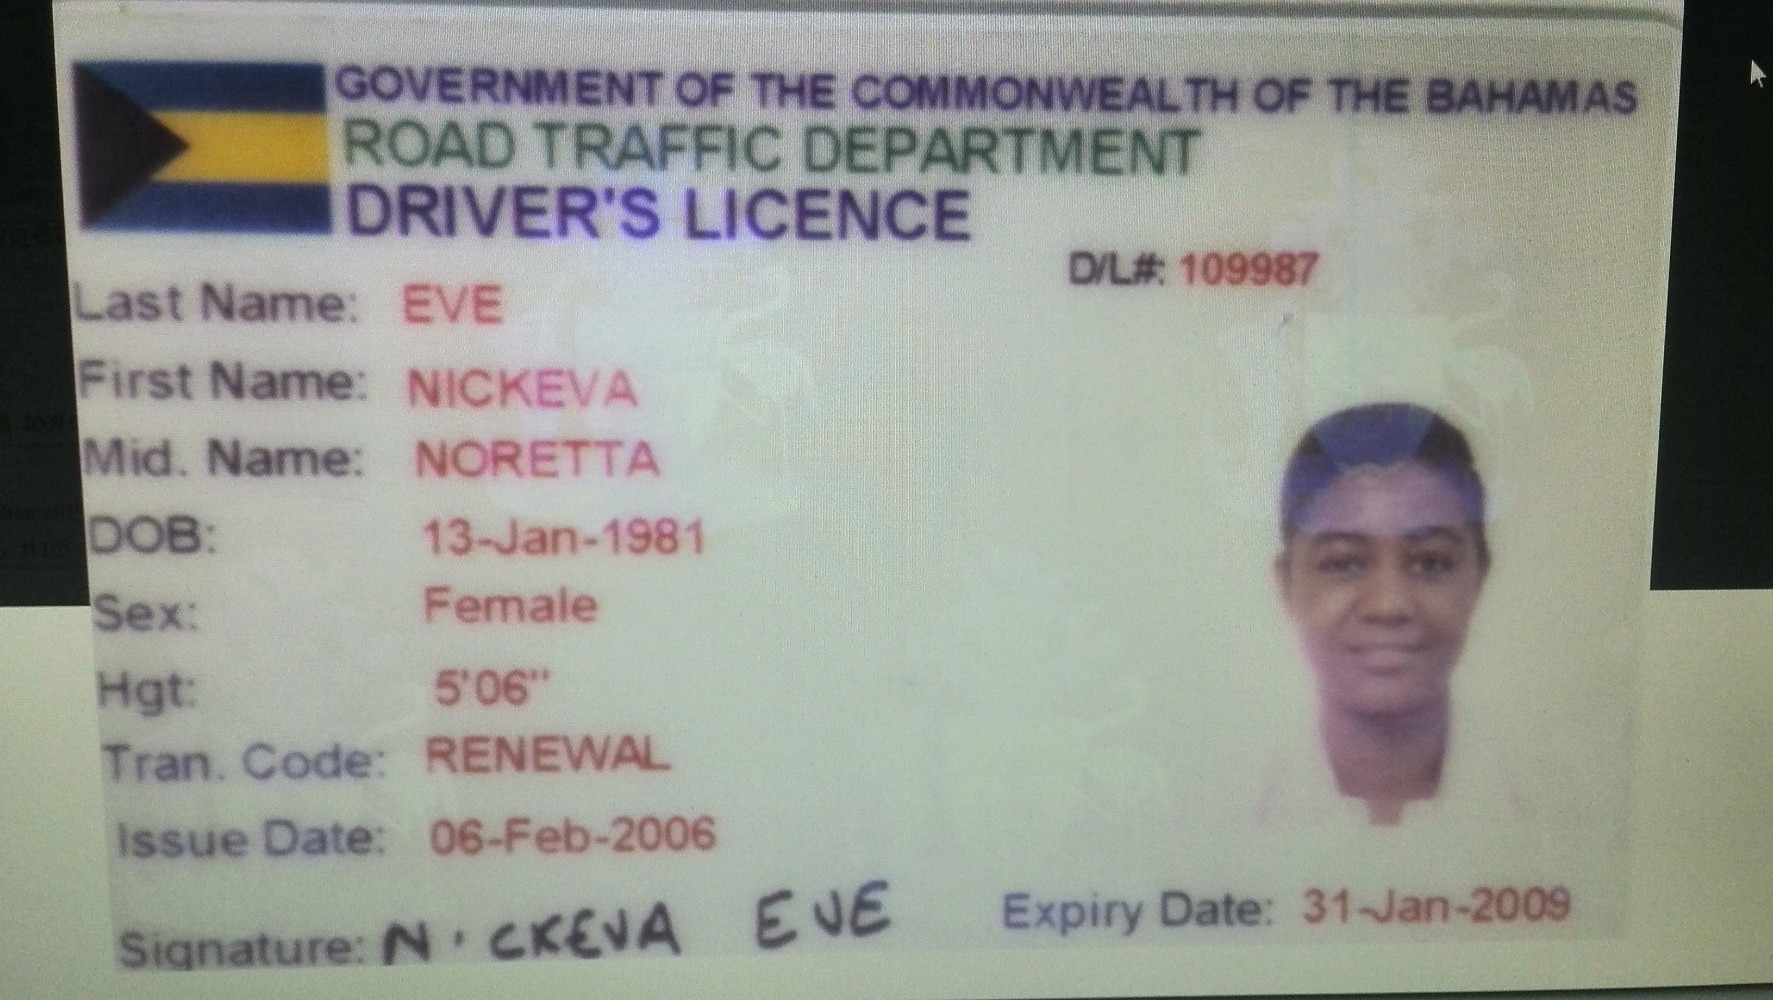 GOVERNMENT OF THE COMMONWEALTH OF THE BAHAMAS
ROAD TRAFFIC DEPARTMENT
DRIVER'S LICENCE
D/L#: 109987
Last Name: EVE
First Name: NICKEVA
Mid. Name: NORETTA
DOB: 13-Jan-1981
Sex: Female
Hgt: 5'06"
Tran. Code: RENEWAL
Issue Date: 06-Feb-2006
Signature: NICKEVA EVE
Expiry Date: 31-Jan-2009